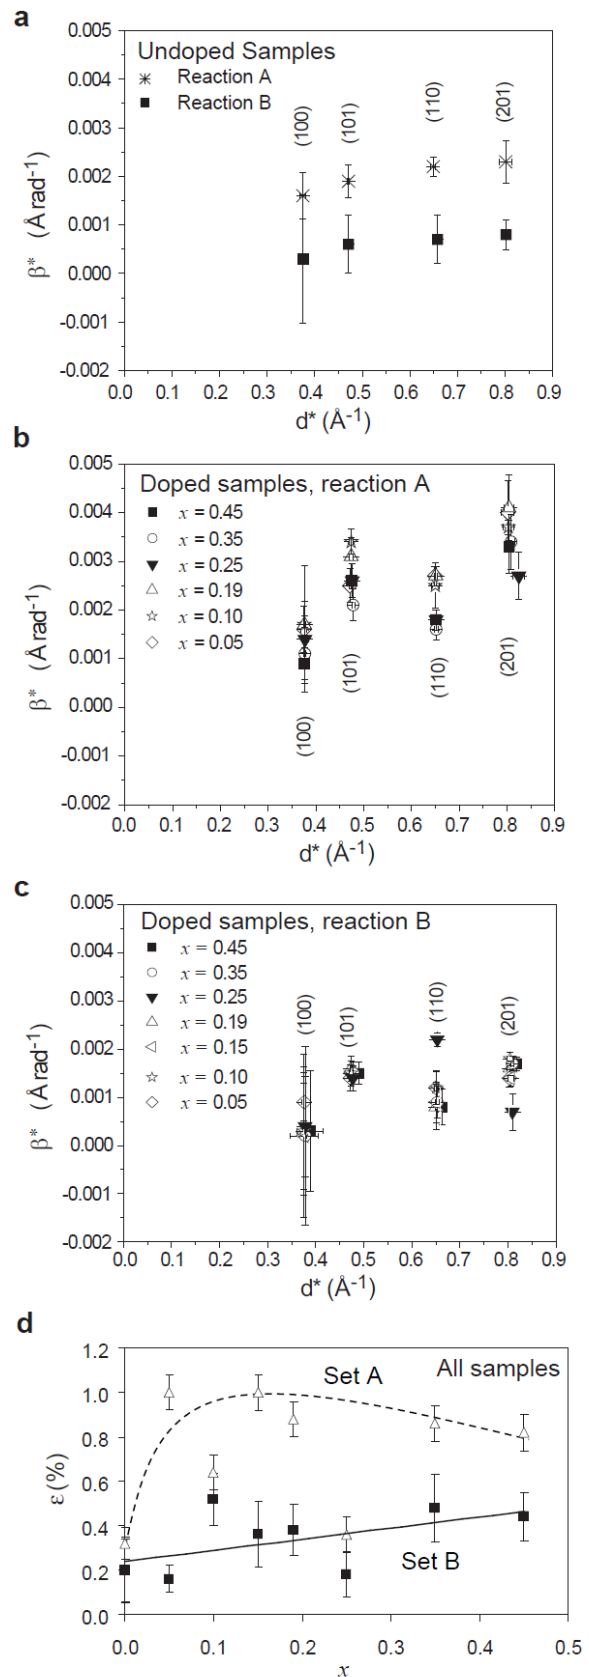 a
Undoped Samples
Reaction A
Reaction B
(100)
(101)
(110)
(201)
0.005
0.004
0.003
0.002
0.001
0.000
-0.001
-0.002
β* (Å rad⁻¹)
0.0 0.1 0.2 0.3 0.4 0.5 0.6 0.7 0.8 0.9
d* (Å⁻¹)
b
Doped samples, reaction A
x = 0.45
x = 0.35
x = 0.25
x = 0.19
x = 0.10
x = 0.05
(100)
(101)
(110)
(201)
0.005
0.004
0.003
0.002
0.001
0.000
-0.001
-0.002
β* (Å rad⁻¹)
0.0 0.1 0.2 0.3 0.4 0.5 0.6 0.7 0.8 0.9
d* (Å⁻¹)
c
Doped samples, reaction B
x = 0.45
x = 0.35
x = 0.25
x = 0.19
x = 0.15
x = 0.10
x = 0.05
(100)
(101)
(110)
(201)
0.005
0.004
0.003
0.002
0.001
0.000
-0.001
-0.002
β* (Å rad⁻¹)
0.0 0.1 0.2 0.3 0.4 0.5 0.6 0.7 0.8 0.9
d* (Å⁻¹)
d
All samples
Set A
Set B
1.2
1.0
0.8
0.6
0.4
0.2
0.0
ε (%)
0.0 0.1 0.2 0.3 0.4 0.5
x